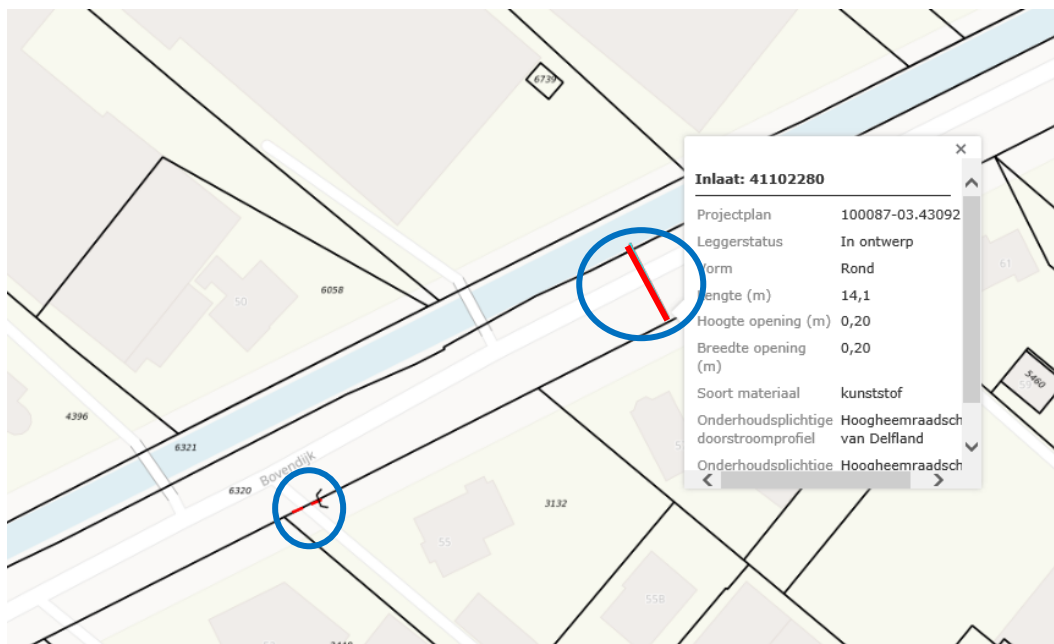 6739
×
Inlaat: 41102280
Projectplan 100087-03.43092
Leggerstatus In ontwerp
Vorm Rond
Lengte (m) 14,1
Hoogte opening (m) 0,20
Breedte opening 0,20
(m)
Soort materiaal kunststof
Onderhoudsplichtige Hoogheemraadsch
doorstroomprofiel van Delfland
Onderhoudsplichtige Hoogheemraadsch
61
50
6058
59
5460
4396
6321
Bovendijk
6320
3132
55
55B